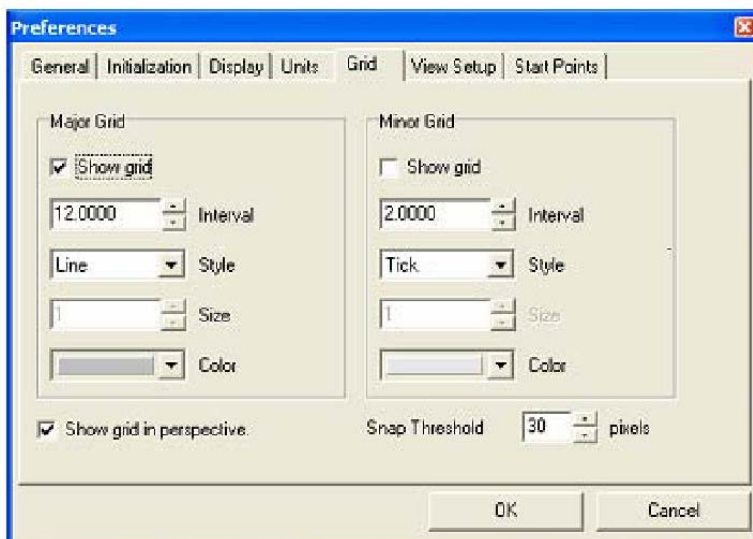 Preferences
General Initialization Display Units Grid View Setup Start Points
Major Grid
Show grid
12.0000 Interval
Line Style
1 Size
Color
Minor Grid
Show grid
2.0000 Interval
Tick Style
1 Size
Color
Show grid in perspective.
Snap Threshold 30 pixels
OK Cancel